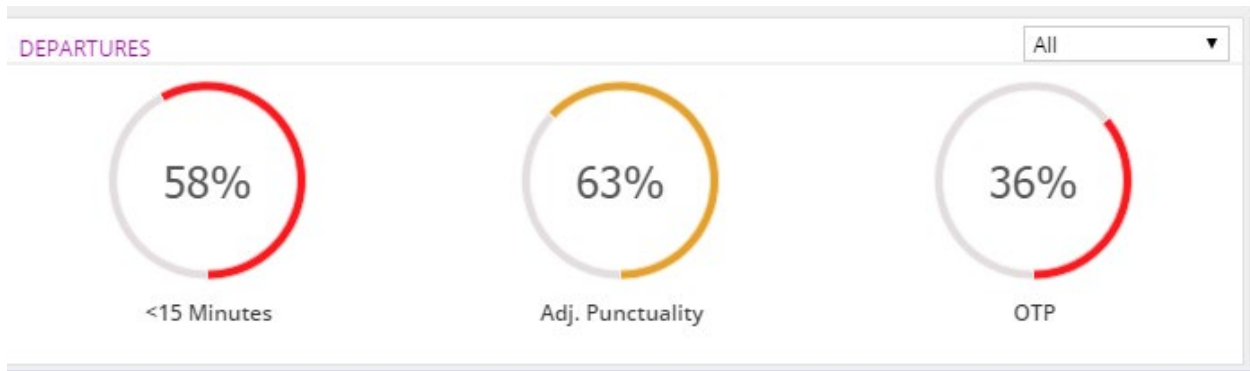 DEPARTURES
All
58%
63%
36%
<15 Minutes
Adj. Punctuality
OTP